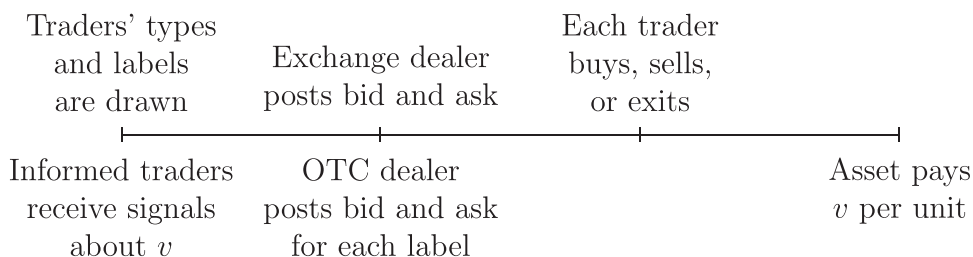 Traders' types
and labels
are drawn
Exchange dealer
posts bid and ask
Each trader
buys, sells,
or exits
Informed traders
receive signals
about v
OTC dealer
posts bid and ask
for each label
Asset pays
v per unit